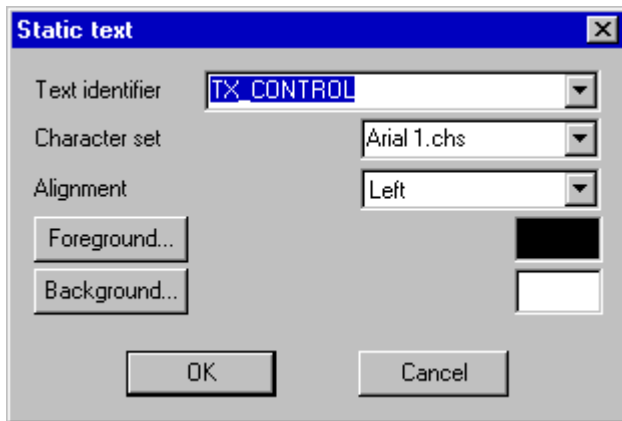 Static text
Text identifier TX_CONTROL
Character set Arial 1.chs
Alignment Left
Foreground...
Background...
OK Cancel